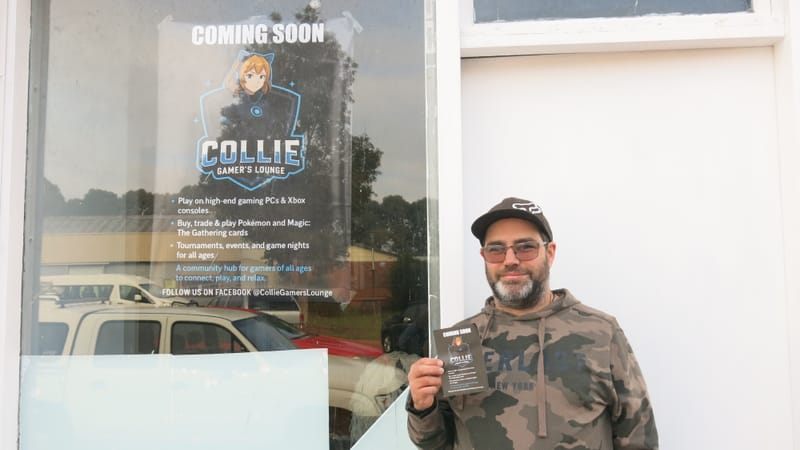 COMING SOON
COLLIE
GAMER'S LOUNGE
• Play on high-end gaming PCs & Xbox
consoles
• Buy, trade & play Pokémon and Magic:
The Gathering cards
• Tournaments, events, and game nights
for all ages
A community hub for gamers of all ages
to connect, play, and relax.
FOLLOW US ON FACEBOOK @CollieGamersLounge
COMING SOON
COLLIE
NEW YORK